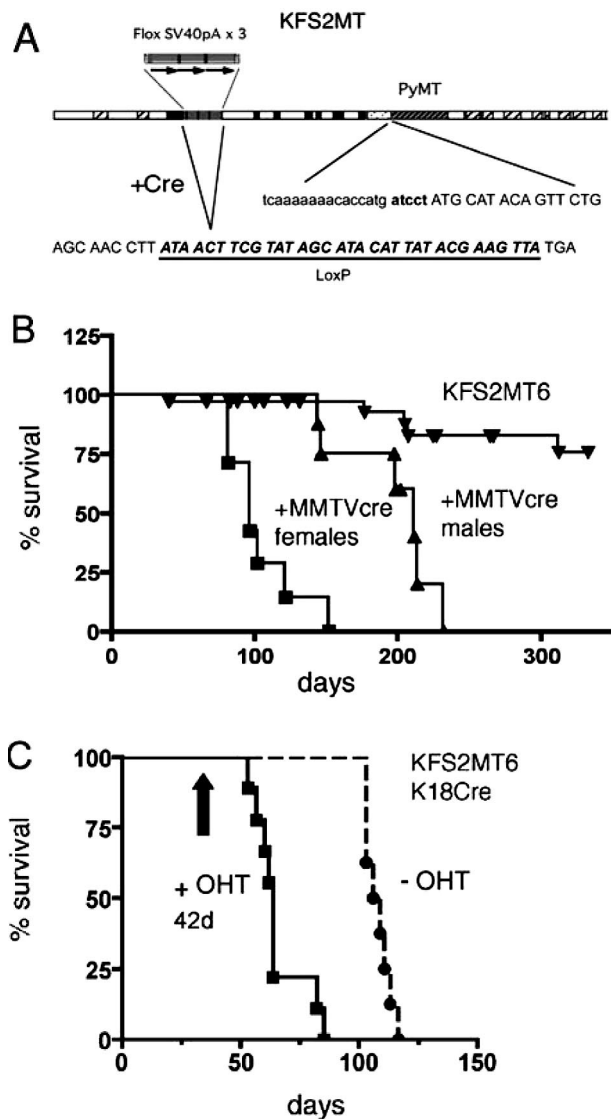 A
KFS2MT
Flox SV40pA x 3
PyMT
+Cre
tcaaaaaaacaccatg atcct ATG CAT ACA GTT CTG
AGC AAC CTT ATA ACT TCG TAT AGC ATA CAT TAT ACG AAG TTA TGA
LoxP
B
% survival
125
100
75
50
25
0
KFS2MT6
+MMTVcre
females
+MMTVcre
males
0
100
200
300
days
C
% survival
100
75
50
25
0
KFS2MT6
K18Cre
+ OHT
42d
- OHT
0
50
100
150
days